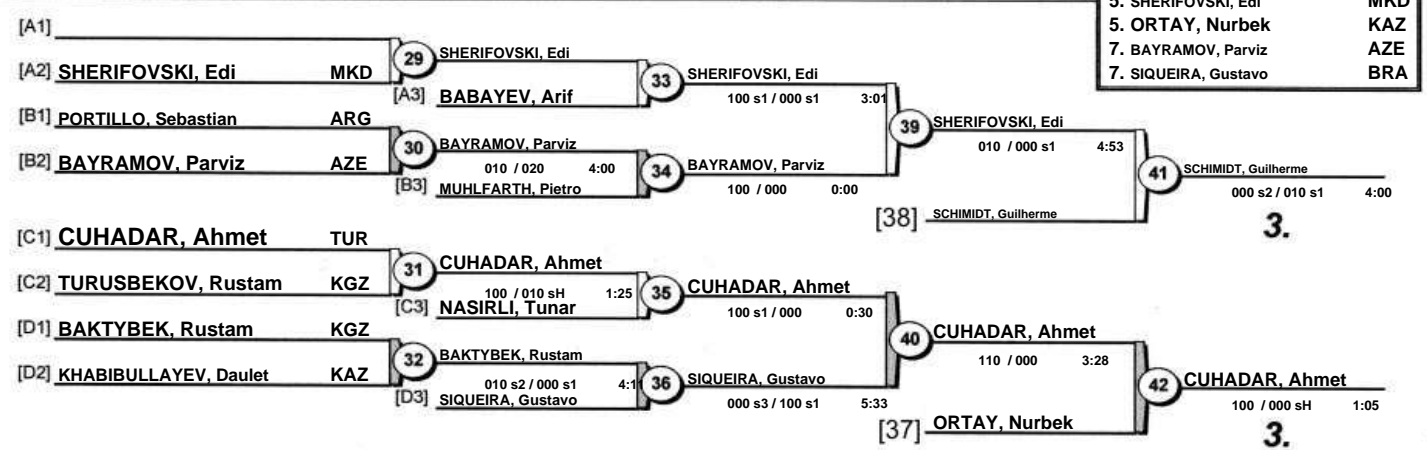 5. SHERIFOVSKI, Edi MKD
5. ORTAY, Nurbek KAZ
7. BAYRAMOV, Parviz AZE
7. SIQUEIRA, Gustavo BRA
[A1]
[A2] SHERIFOVSKI, Edi MKD
29
SHERIFOVSKI, Edi
[A3] BABAYEV, Arif
33
SHERIFOVSKI, Edi
100 s1 / 000 s1 3:01
[B1] PORTILLO, Sebastian ARG
[B2] BAYRAMOV, Parviz AZE
30
BAYRAMOV, Parviz
010 / 020 4:00
[B3] MUHLFARTH, Pietro
34
BAYRAMOV, Parviz
100 / 000 0:00
39
SHERIFOVSKI, Edi
010 / 000 s1 4:53
[38] SCHIMIDT, Guilherme
41
SCHIMIDT, Guilherme
000 s2 / 010 s1 4:00
3.
[C1] CUHADAR, Ahmet TUR
[C2] TURUSBEKOV, Rustam KGZ
31
CUHADAR, Ahmet
100 / 010 sH 1:25
[C3] NASIRLI, Tunar
35
CUHADAR, Ahmet
100 s1 / 000 0:30
[D1] BAKTYBEK, Rustam KGZ
[D2] KHABIBULLAYEV, Daulet KAZ
32
BAKTYBEK, Rustam
010 s2 / 000 s1 4:11
[D3] SIQUEIRA, Gustavo
36
SIQUEIRA, Gustavo
000 s3 / 100 s1 5:33
40
CUHADAR, Ahmet
110 / 000 3:28
[37] ORTAY, Nurbek
42
CUHADAR, Ahmet
100 / 000 sH 1:05
3.